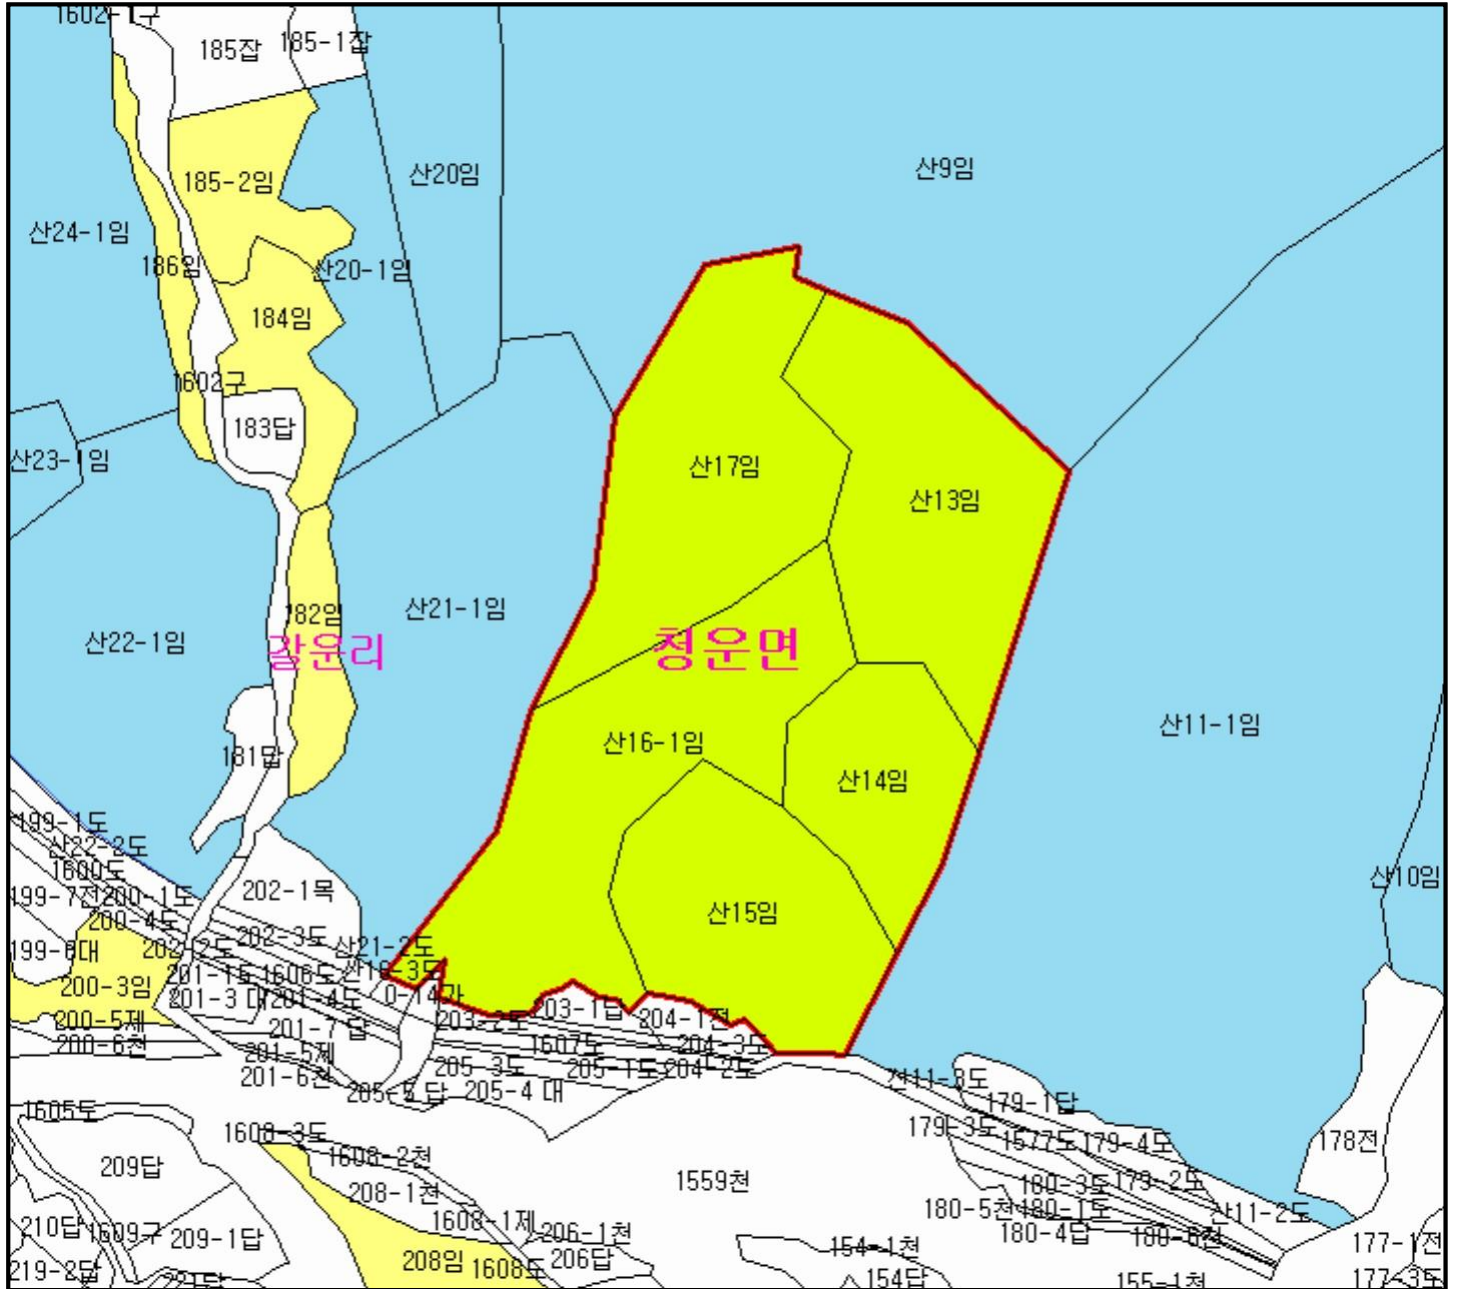 1602-1구
185잡
185-1잡
산20임
산9임
185-2임
산24-1임
186임
산20-1임
184임
1602구
183답
산23-1임
산17임
산13임
182임
산21-1임
산22-1임
갈운리
청운면
산11-1임
산16-1임
181답
산14임
199-1도
산22-2도
1600도
199-7전
200-1도
202-1목
산10임
200-4도
산15임
202-3도
202-2도
산21-2도
199-6대
201-1도
1606도
산16-3도
200-3임
201-3 대
201-4도
203-1답
200-5제
201-7 답
203-2도
204-1전
200-6천
201-5제
1607도
204-3도
201-6천
205-3도
205-1도
204-2도
산11-3도
205-5 답
205-4 대
179-1답
1605도
1608-3도
179-3도
1577도
179-4도
178전
1608-2천
209답
208-1천
1559천
180-3도
179-2도
180-5천
180-1도
산11-2도
1608-1제
210답
1609구
209-1답
206-1천
180-4답
180-6천
154-1천
177-1전
208임
1608도
206답
219-2답
154답
155-1천
177-3도